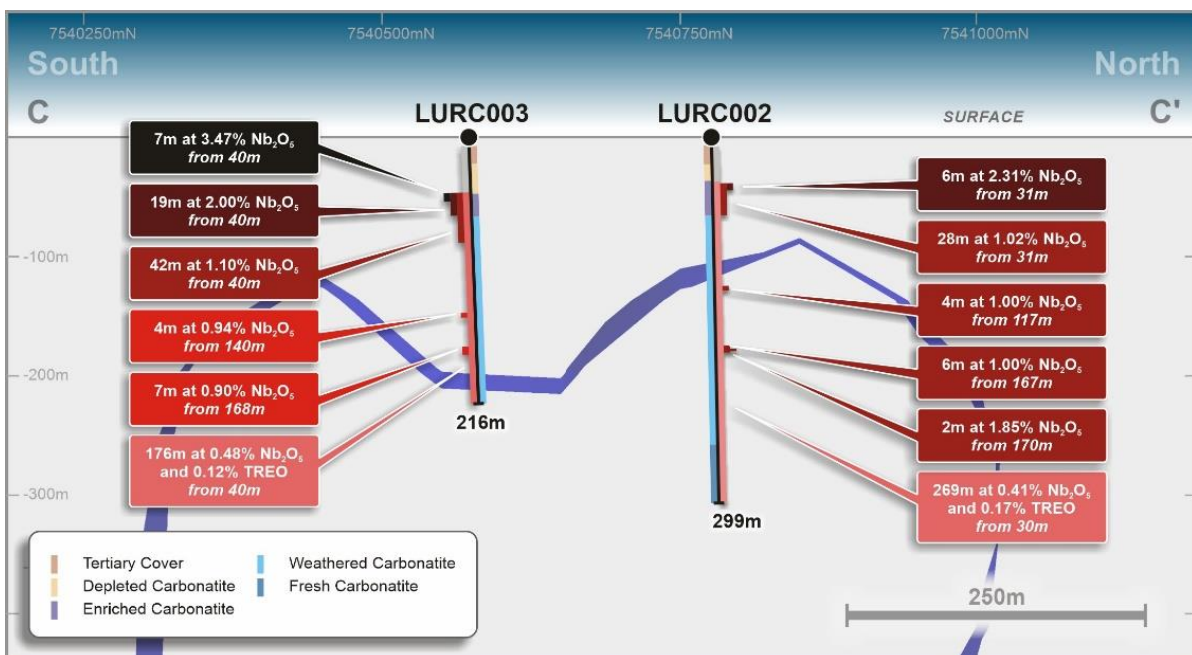 7540250mN
7540500mN
7540750mN
7541000mN
South
North
C
LURC003
LURC002
SURFACE
C'
7m at 3.47% Nb₂O₅
from 40m
19m at 2.00% Nb₂O₅
from 40m
42m at 1.10% Nb₂O₅
from 40m
4m at 0.94% Nb₂O₅
from 140m
7m at 0.90% Nb₂O₅
from 168m
176m at 0.48% Nb₂O₅
and 0.12% TREO
from 40m
6m at 2.31% Nb₂O₅
from 31m
28m at 1.02% Nb₂O₅
from 31m
4m at 1.00% Nb₂O₅
from 117m
6m at 1.00% Nb₂O₅
from 167m
2m at 1.85% Nb₂O₅
from 170m
269m at 0.41% Nb₂O₅
and 0.17% TREO
from 30m
-100m
-200m
-300m
216m
299m
Tertiary Cover
Depleted Carbonatite
Enriched Carbonatite
Weathered Carbonatite
Fresh Carbonatite
250m